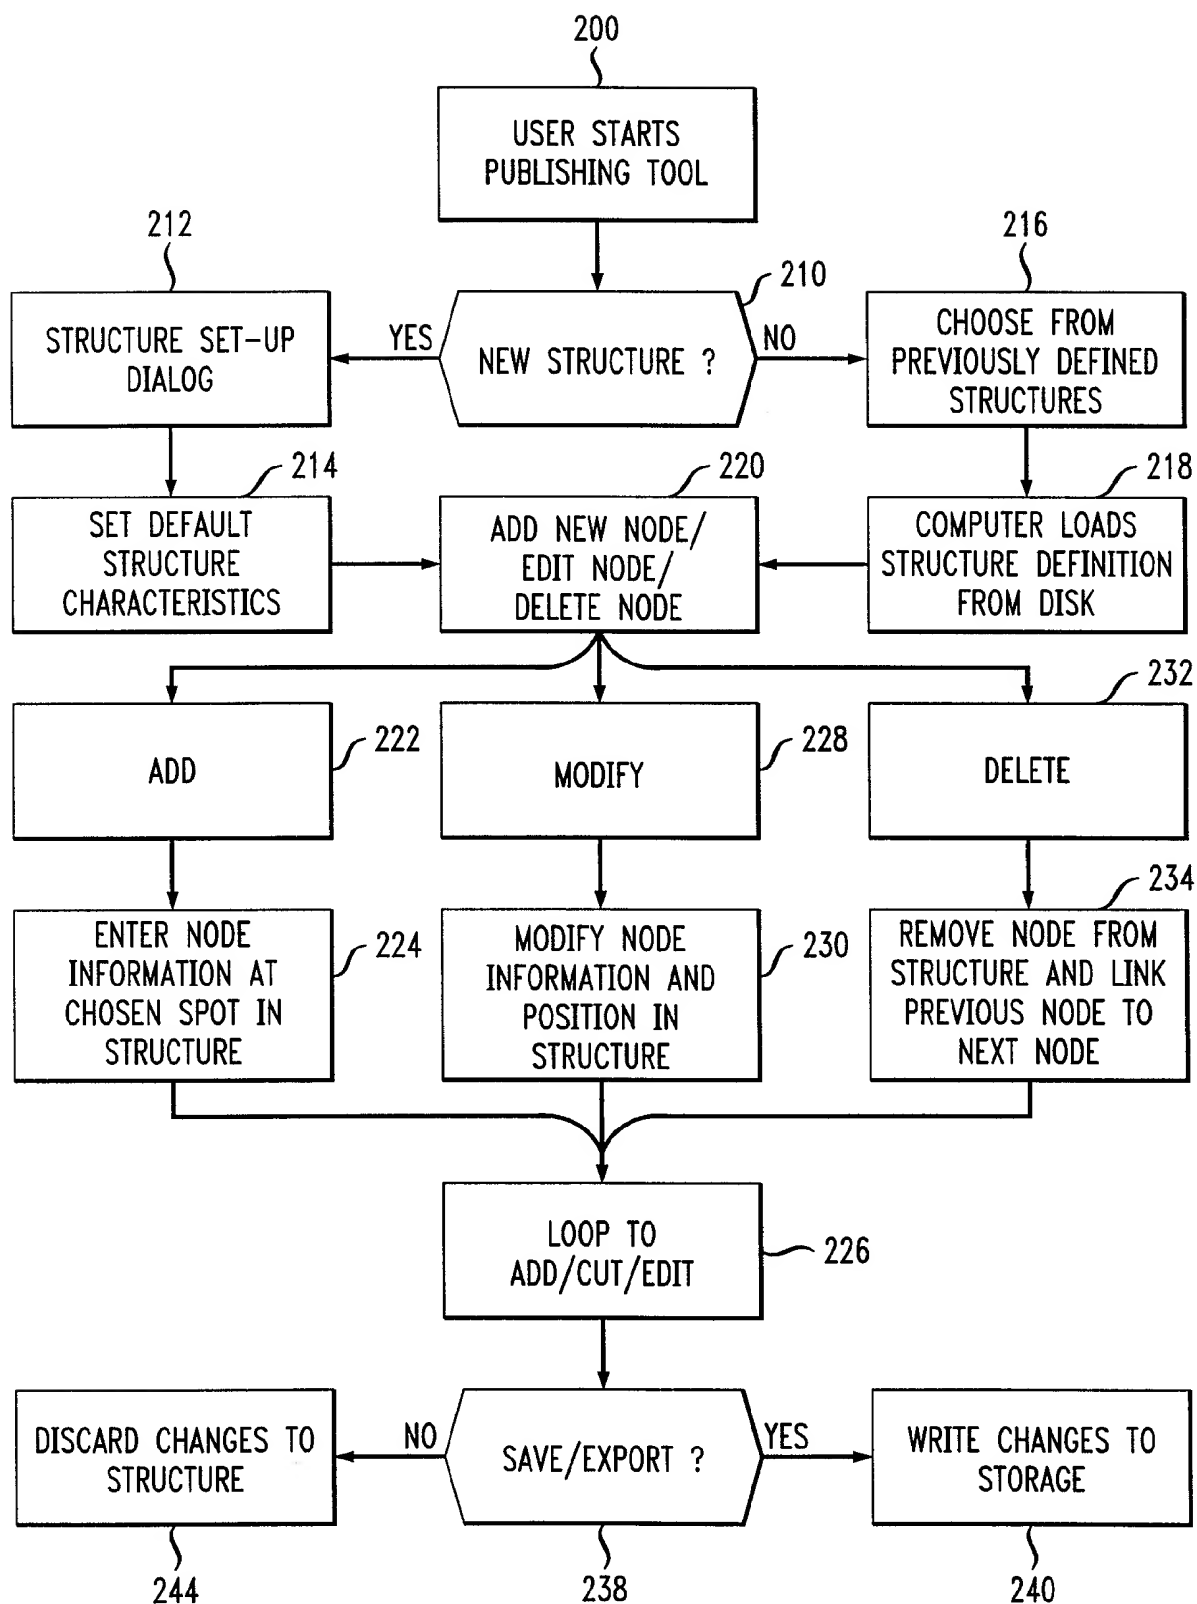 200
USER STARTS
PUBLISHING TOOL
212
216
210
STRUCTURE SET-UP
DIALOG
YES
NEW STRUCTURE ?
NO
CHOOSE FROM
PREVIOUSLY DEFINED
STRUCTURES
214
220
218
SET DEFAULT
STRUCTURE
CHARACTERISTICS
ADD NEW NODE/
EDIT NODE/
DELETE NODE
COMPUTER LOADS
STRUCTURE DEFINITION
FROM DISK
232
ADD
222
MODIFY
228
DELETE
234
ENTER NODE
INFORMATION AT
CHOSEN SPOT IN
STRUCTURE
224
MODIFY NODE
INFORMATION AND
POSITION IN
STRUCTURE
230
REMOVE NODE FROM
STRUCTURE AND LINK
PREVIOUS NODE TO
NEXT NODE
LOOP TO
ADD/CUT/EDIT
226
DISCARD CHANGES TO
STRUCTURE
NO
SAVE/EXPORT ?
YES
WRITE CHANGES TO
STORAGE
244
238
240